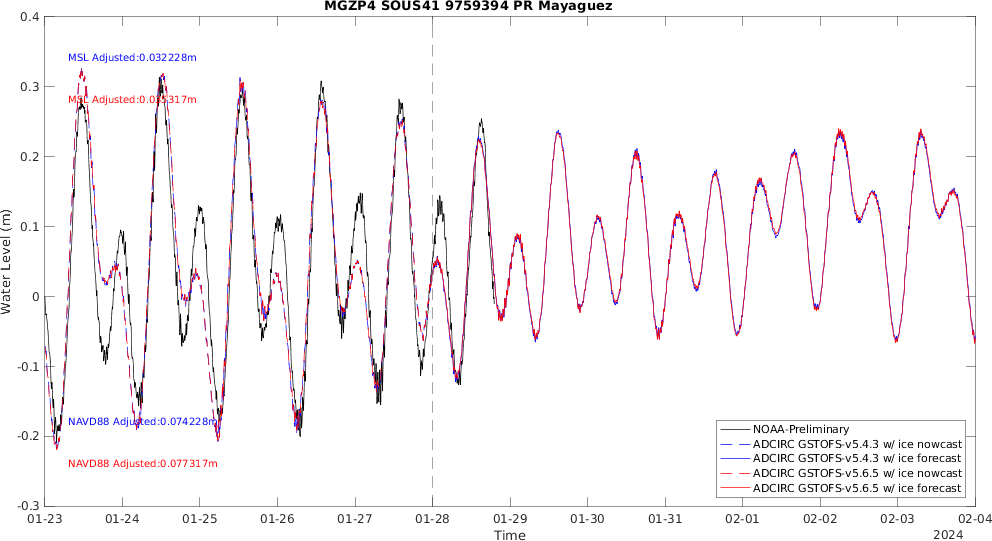 MGZP4 SOUS41 9759394 PR Mayaguez
0.4
0.3
0.2
0.1
0
-0.1
-0.2
-0.3
Water Level (m)
MSL Adjusted:0.032228m
MSL Adjusted:0.035317m
NAVD88 Adjusted:0.074228m
NAVD88 Adjusted:0.077317m
NOAA-Preliminary
ADCIRC GSTOFS-v5.4.3 w/ ice nowcast
ADCIRC GSTOFS-v5.4.3 w/ ice forecast
ADCIRC GSTOFS-v5.6.5 w/ ice nowcast
ADCIRC GSTOFS-v5.6.5 w/ ice forecast
01-23 01-24 01-25 01-26 01-27 01-28 01-29 01-30 01-31 02-01 02-02 02-03 02-04
Time
2024